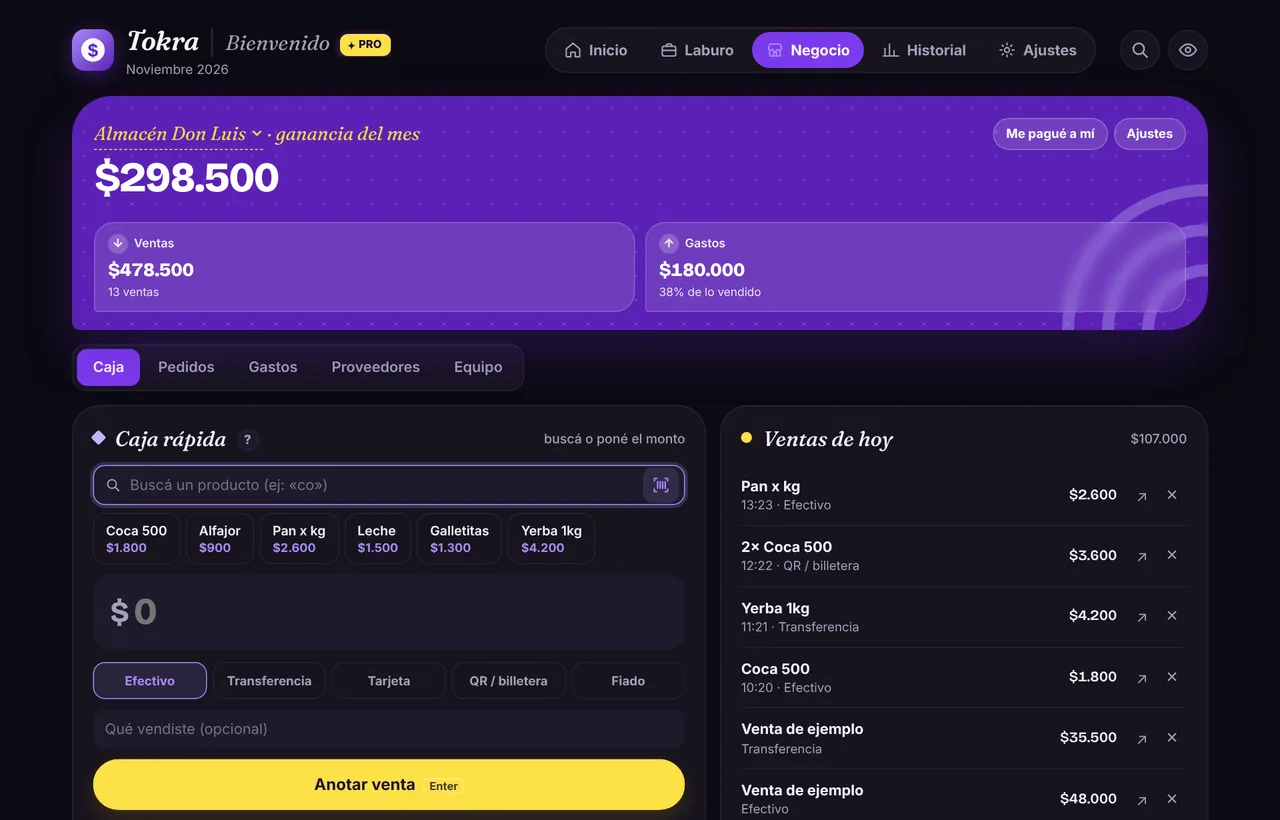 $
Tokra
Bienvenido
PRO
Noviembre 2026
Inicio
Laburo
Negocio
Historial
Ajustes
Almacén Don Luis · ganancia del mes
$298.500
Me pagué a mí
Ajustes
Ventas
$478.500
13 ventas
Gastos
$180.000
38% de lo vendido
Caja
Pedidos
Gastos
Proveedores
Equipo
Caja rápida ?
buscá o poné el monto
Buscá un producto (ej: «co»)
Coca 500
$1.800
Alfajor
$900
Pan x kg
$2.600
Leche
$1.500
Galletitas
$1.300
Yerba 1kg
$4.200
$ 0
Efectivo
Transferencia
Tarjeta
QR / billetera
Fiado
Qué vendiste (opcional)
Anotar venta Enter
Ventas de hoy
$107.000
Pan x kg
13:23 · Efectivo
$2.600
2× Coca 500
12:22 · QR / billetera
$3.600
Yerba 1kg
11:21 · Transferencia
$4.200
Coca 500
10:20 · Efectivo
$1.800
Venta de ejemplo
Transferencia
$35.500
Venta de ejemplo
Efectivo
$48.000